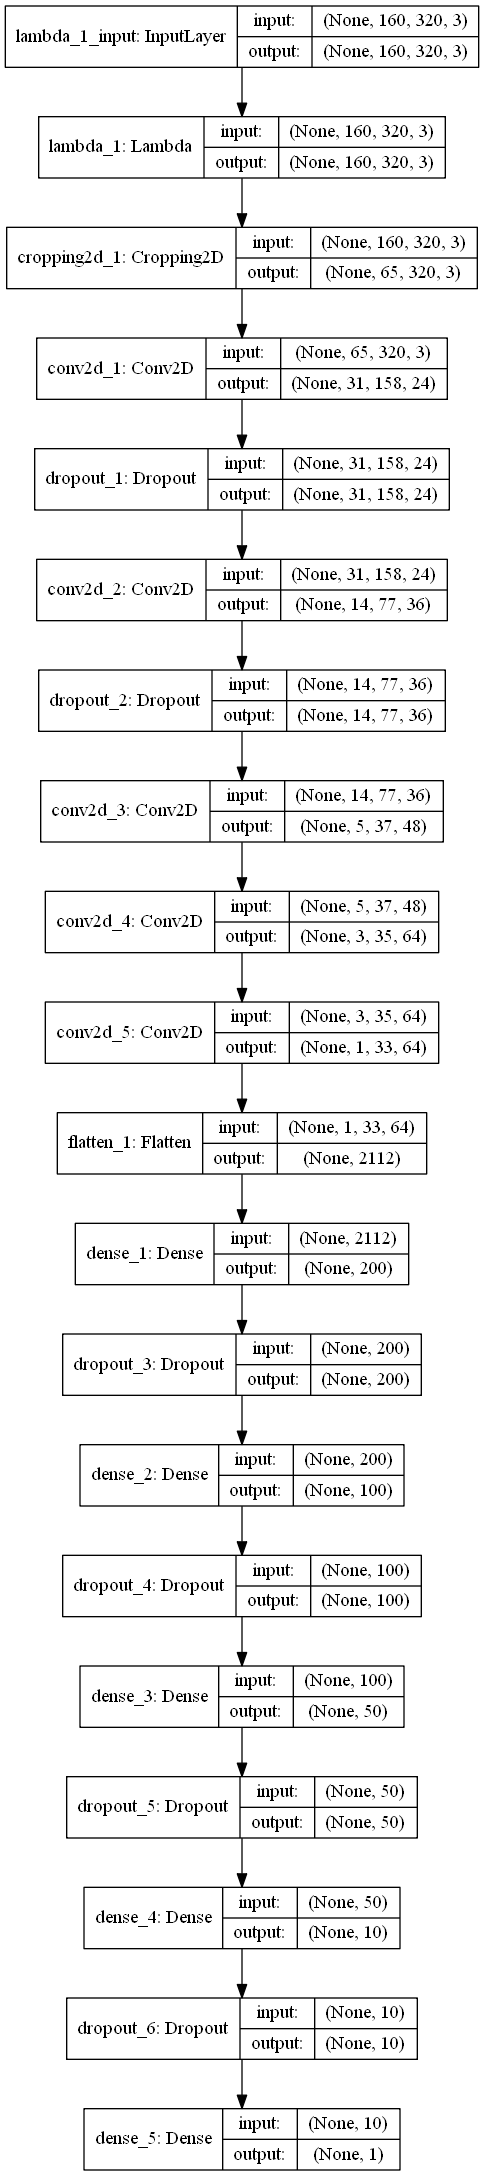 lambda_1_input: InputLayer
input: (None, 160, 320, 3)
output: (None, 160, 320, 3)
lambda_1: Lambda
input: (None, 160, 320, 3)
output: (None, 160, 320, 3)
cropping2d_1: Cropping2D
input: (None, 160, 320, 3)
output: (None, 65, 320, 3)
conv2d_1: Conv2D
input: (None, 65, 320, 3)
output: (None, 31, 158, 24)
dropout_1: Dropout
input: (None, 31, 158, 24)
output: (None, 31, 158, 24)
conv2d_2: Conv2D
input: (None, 31, 158, 24)
output: (None, 14, 77, 36)
dropout_2: Dropout
input: (None, 14, 77, 36)
output: (None, 14, 77, 36)
conv2d_3: Conv2D
input: (None, 14, 77, 36)
output: (None, 5, 37, 48)
conv2d_4: Conv2D
input: (None, 5, 37, 48)
output: (None, 3, 35, 64)
conv2d_5: Conv2D
input: (None, 3, 35, 64)
output: (None, 1, 33, 64)
flatten_1: Flatten
input: (None, 1, 33, 64)
output: (None, 2112)
dense_1: Dense
input: (None, 2112)
output: (None, 200)
dropout_3: Dropout
input: (None, 200)
output: (None, 200)
dense_2: Dense
input: (None, 200)
output: (None, 100)
dropout_4: Dropout
input: (None, 100)
output: (None, 100)
dense_3: Dense
input: (None, 100)
output: (None, 50)
dropout_5: Dropout
input: (None, 50)
output: (None, 50)
dense_4: Dense
input: (None, 50)
output: (None, 10)
dropout_6: Dropout
input: (None, 10)
output: (None, 10)
dense_5: Dense
input: (None, 10)
output: (None, 1)